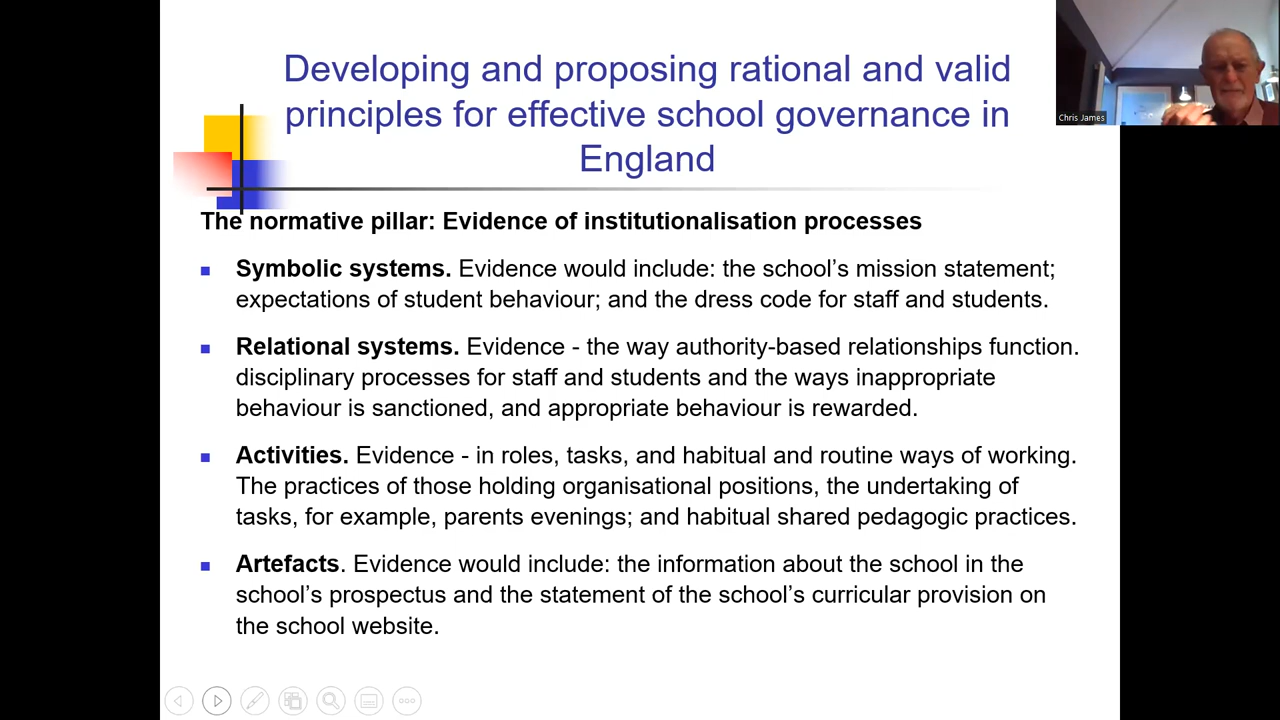 Developing and proposing rational and valid
principles for effective school governance in
England
Chris James
The normative pillar: Evidence of institutionalisation processes
Symbolic systems. Evidence would include: the school’s mission statement;
expectations of student behaviour; and the dress code for staff and students.
Relational systems. Evidence - the way authority-based relationships function.
disciplinary processes for staff and students and the ways inappropriate
behaviour is sanctioned, and appropriate behaviour is rewarded.
Activities. Evidence - in roles, tasks, and habitual and routine ways of working.
The practices of those holding organisational positions, the undertaking of
tasks, for example, parents evenings; and habitual shared pedagogic practices.
Artefacts. Evidence would include: the information about the school in the
school’s prospectus and the statement of the school’s curricular provision on
the school website.